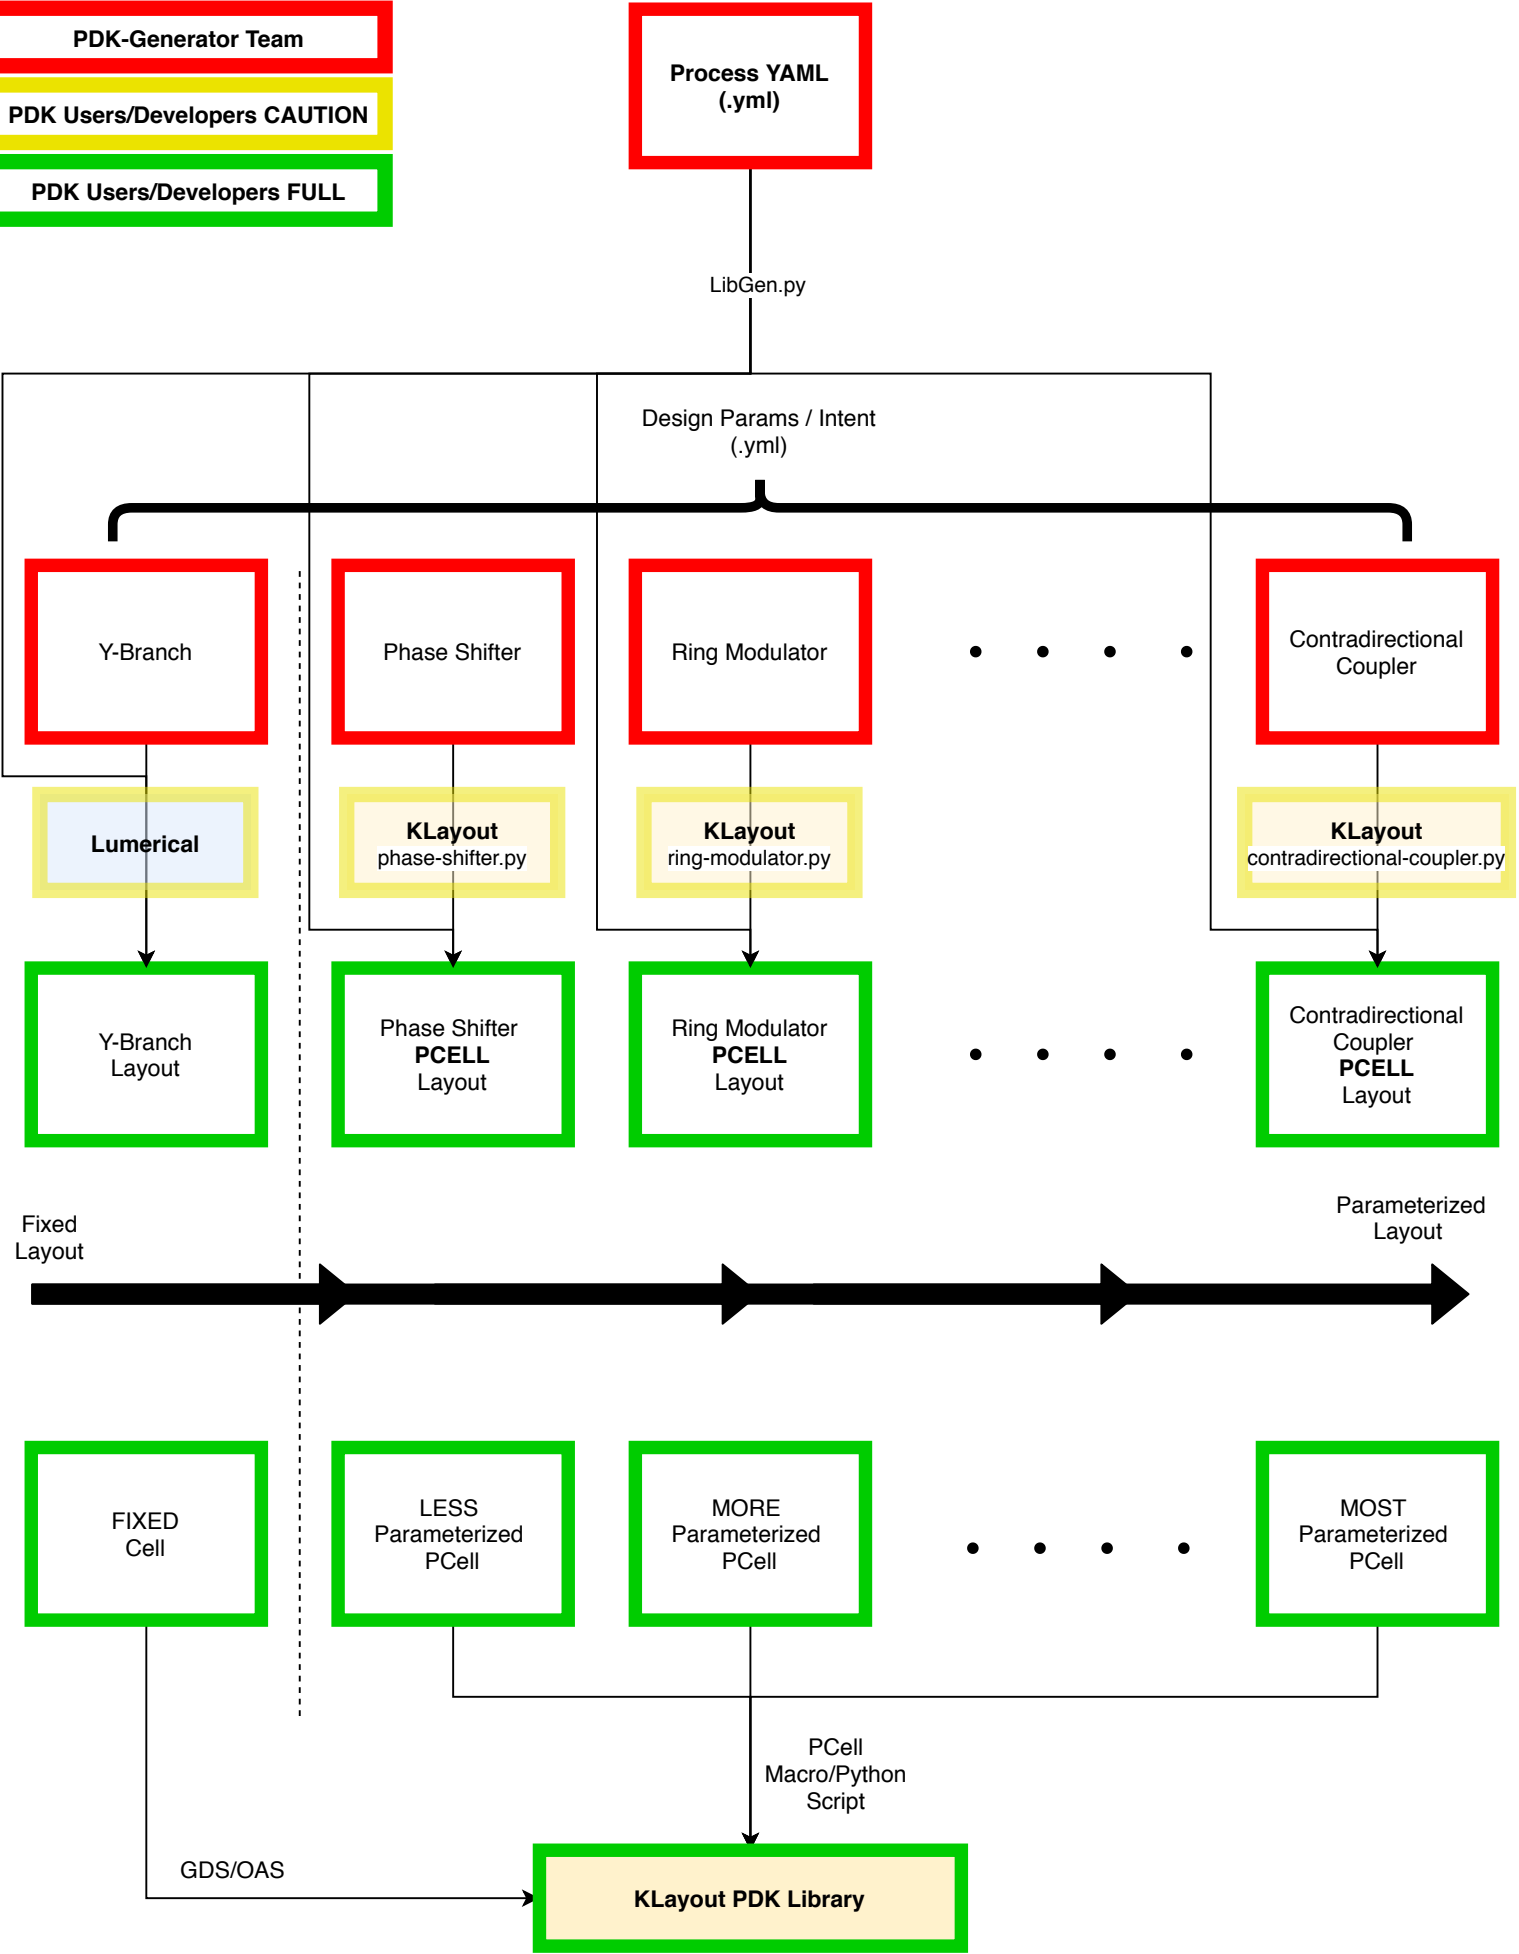 PDK-Generator Team
PDK Users/Developers CAUTION
PDK Users/Developers FULL
Process YAML
(.yml)
LibGen.py
Design Params / Intent
(.yml)
Y-Branch
Phase Shifter
Ring Modulator
Contradirectional
Coupler
Lumerical
KLayout
phase-shifter.py
KLayout
ring-modulator.py
KLayout
contradirectional-coupler.py
Y-Branch
Layout
Phase Shifter
PCELL
Layout
Ring Modulator
PCELL
Layout
Contradirectional
Coupler
PCELL
Layout
Fixed
Layout
Parameterized
Layout
FIXED
Cell
LESS
Parameterized
PCell
MORE
Parameterized
PCell
MOST
Parameterized
PCell
PCell
Macro/Python
Script
GDS/OAS
KLayout PDK Library